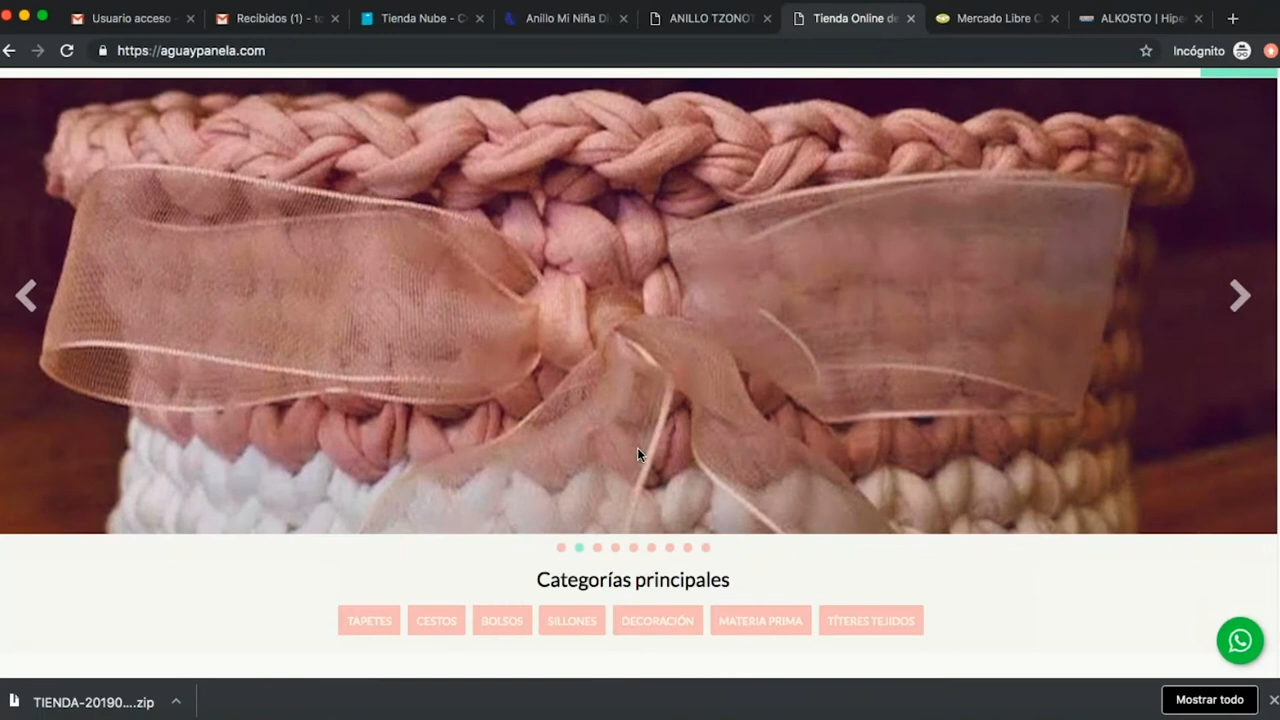 Usuario acceso
Recibidos (1) - to
Tienda Nube - C
Anillo Mi Niña Di
ANILLO TZONOT
Tienda Online de
Mercado Libre C
ALKOSTO | Hipe
https://aguaypanela.com
Incógnito
Categorías principales
TAPETES
CESTOS
BOLSOS
SILLONES
DECORACIÓN
MATERIA PRIMA
TÍTERES TEJIDOS
TIENDA-20190....zip
Mostrar todo